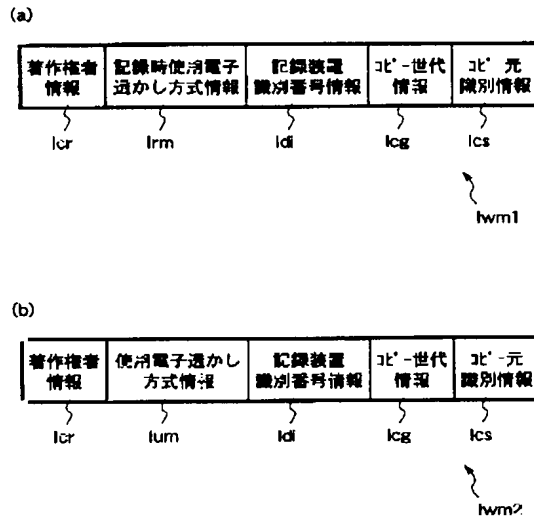 (a)
著作権者 記録時使用電子 記録装置 コピー世代 コピー元
情報 透かし方式情報 識別番号情報 情報 識別情報
Icr Irm Idi Icg Ics
Iwm1
(b)
著作権者 使用電子透かし 記録装置 コピー世代 コピー元
情報 方式情報 識別番号情報 情報 識別情報
Icr Ium Idi Icg Ics
Iwm2